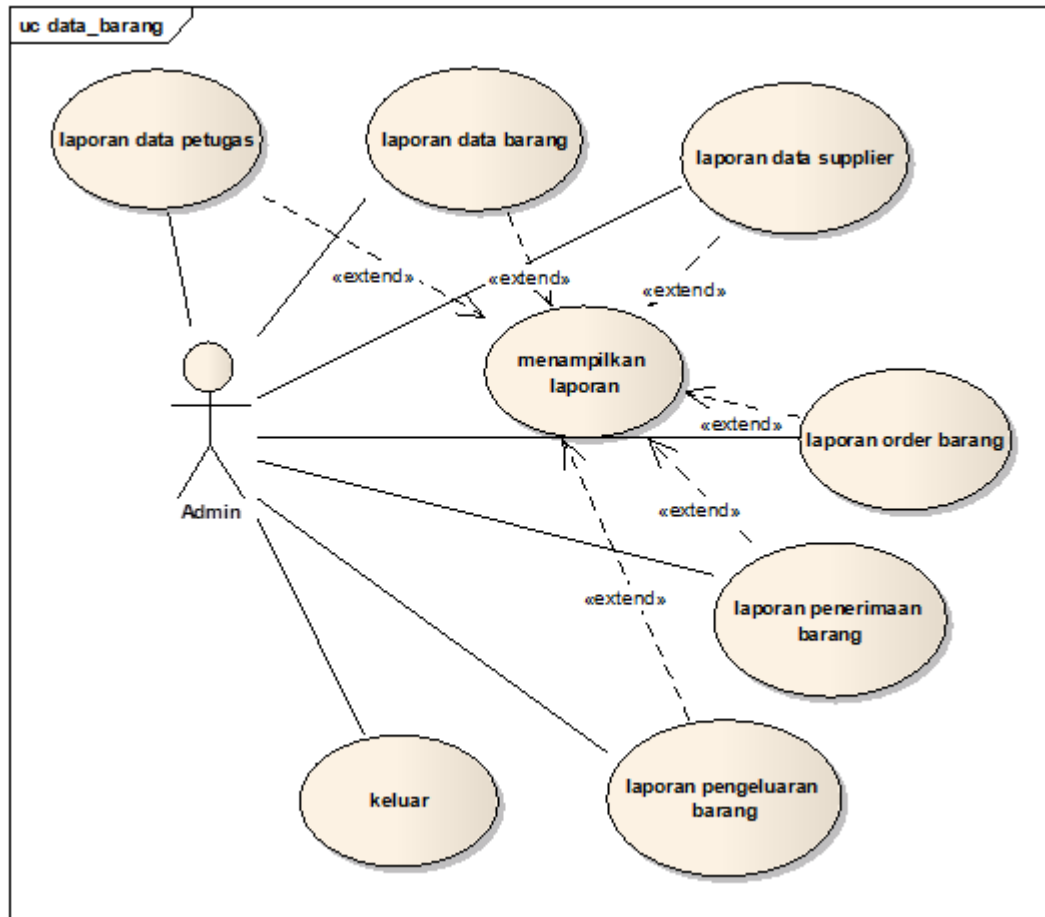 uc data_barang
laporan data petugas
laporan data barang
laporan data supplier
«extend»
«extend»
«extend»
menampilkan
laporan
«extend»
laporan order barang
Admin
«extend»
laporan penerimaan
barang
«extend»
keluar
laporan pengeluaran
barang